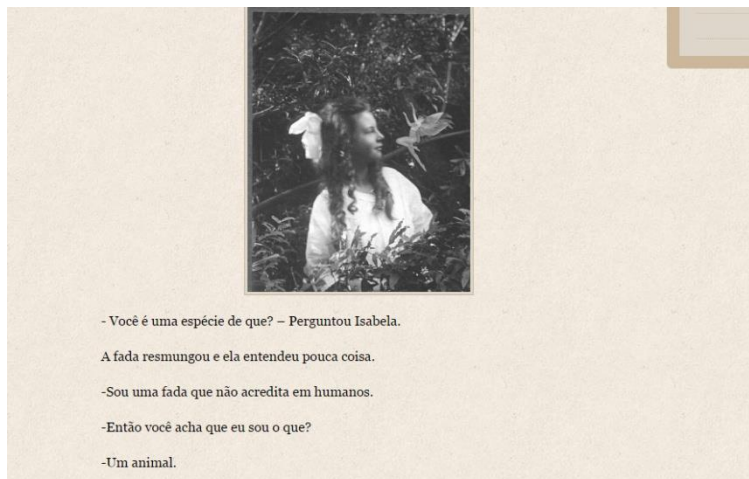 - Você é uma espécie de que? – Perguntou Isabela.
A fada resmungou e ela entendeu pouca coisa.
-Sou uma fada que não acredita em humanos.
-Então você acha que eu sou o que?
-Um animal.